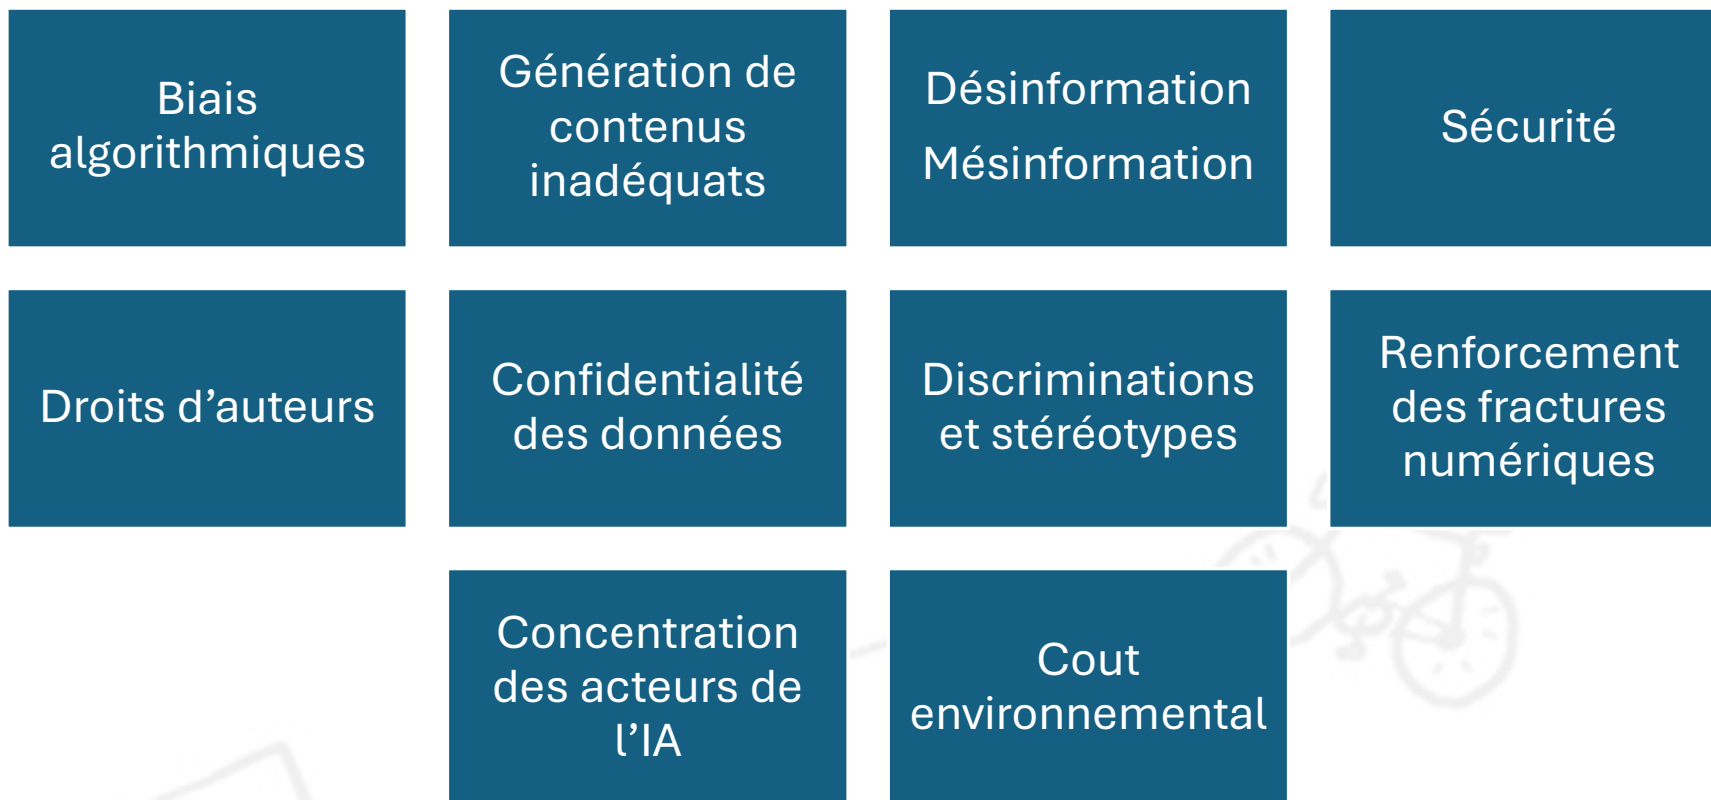 Biais
algorithmiques
Génération de
contenus
inadéquats
Désinformation
Mésinformation
Sécurité
Droits d’auteurs
Confidentialité
des données
Discriminations
et stéréotypes
Renforcement
des fractures
numériques
Concentration
des acteurs de
l’IA
Cout
environnemental